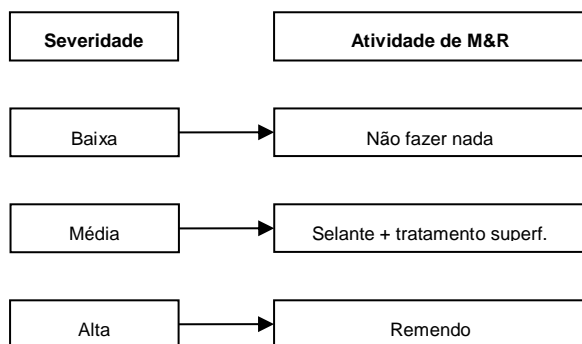 Severidade Atividade de M&R
Baixa Não fazer nada
Média Selante + tratamento superf.
Alta Remendo